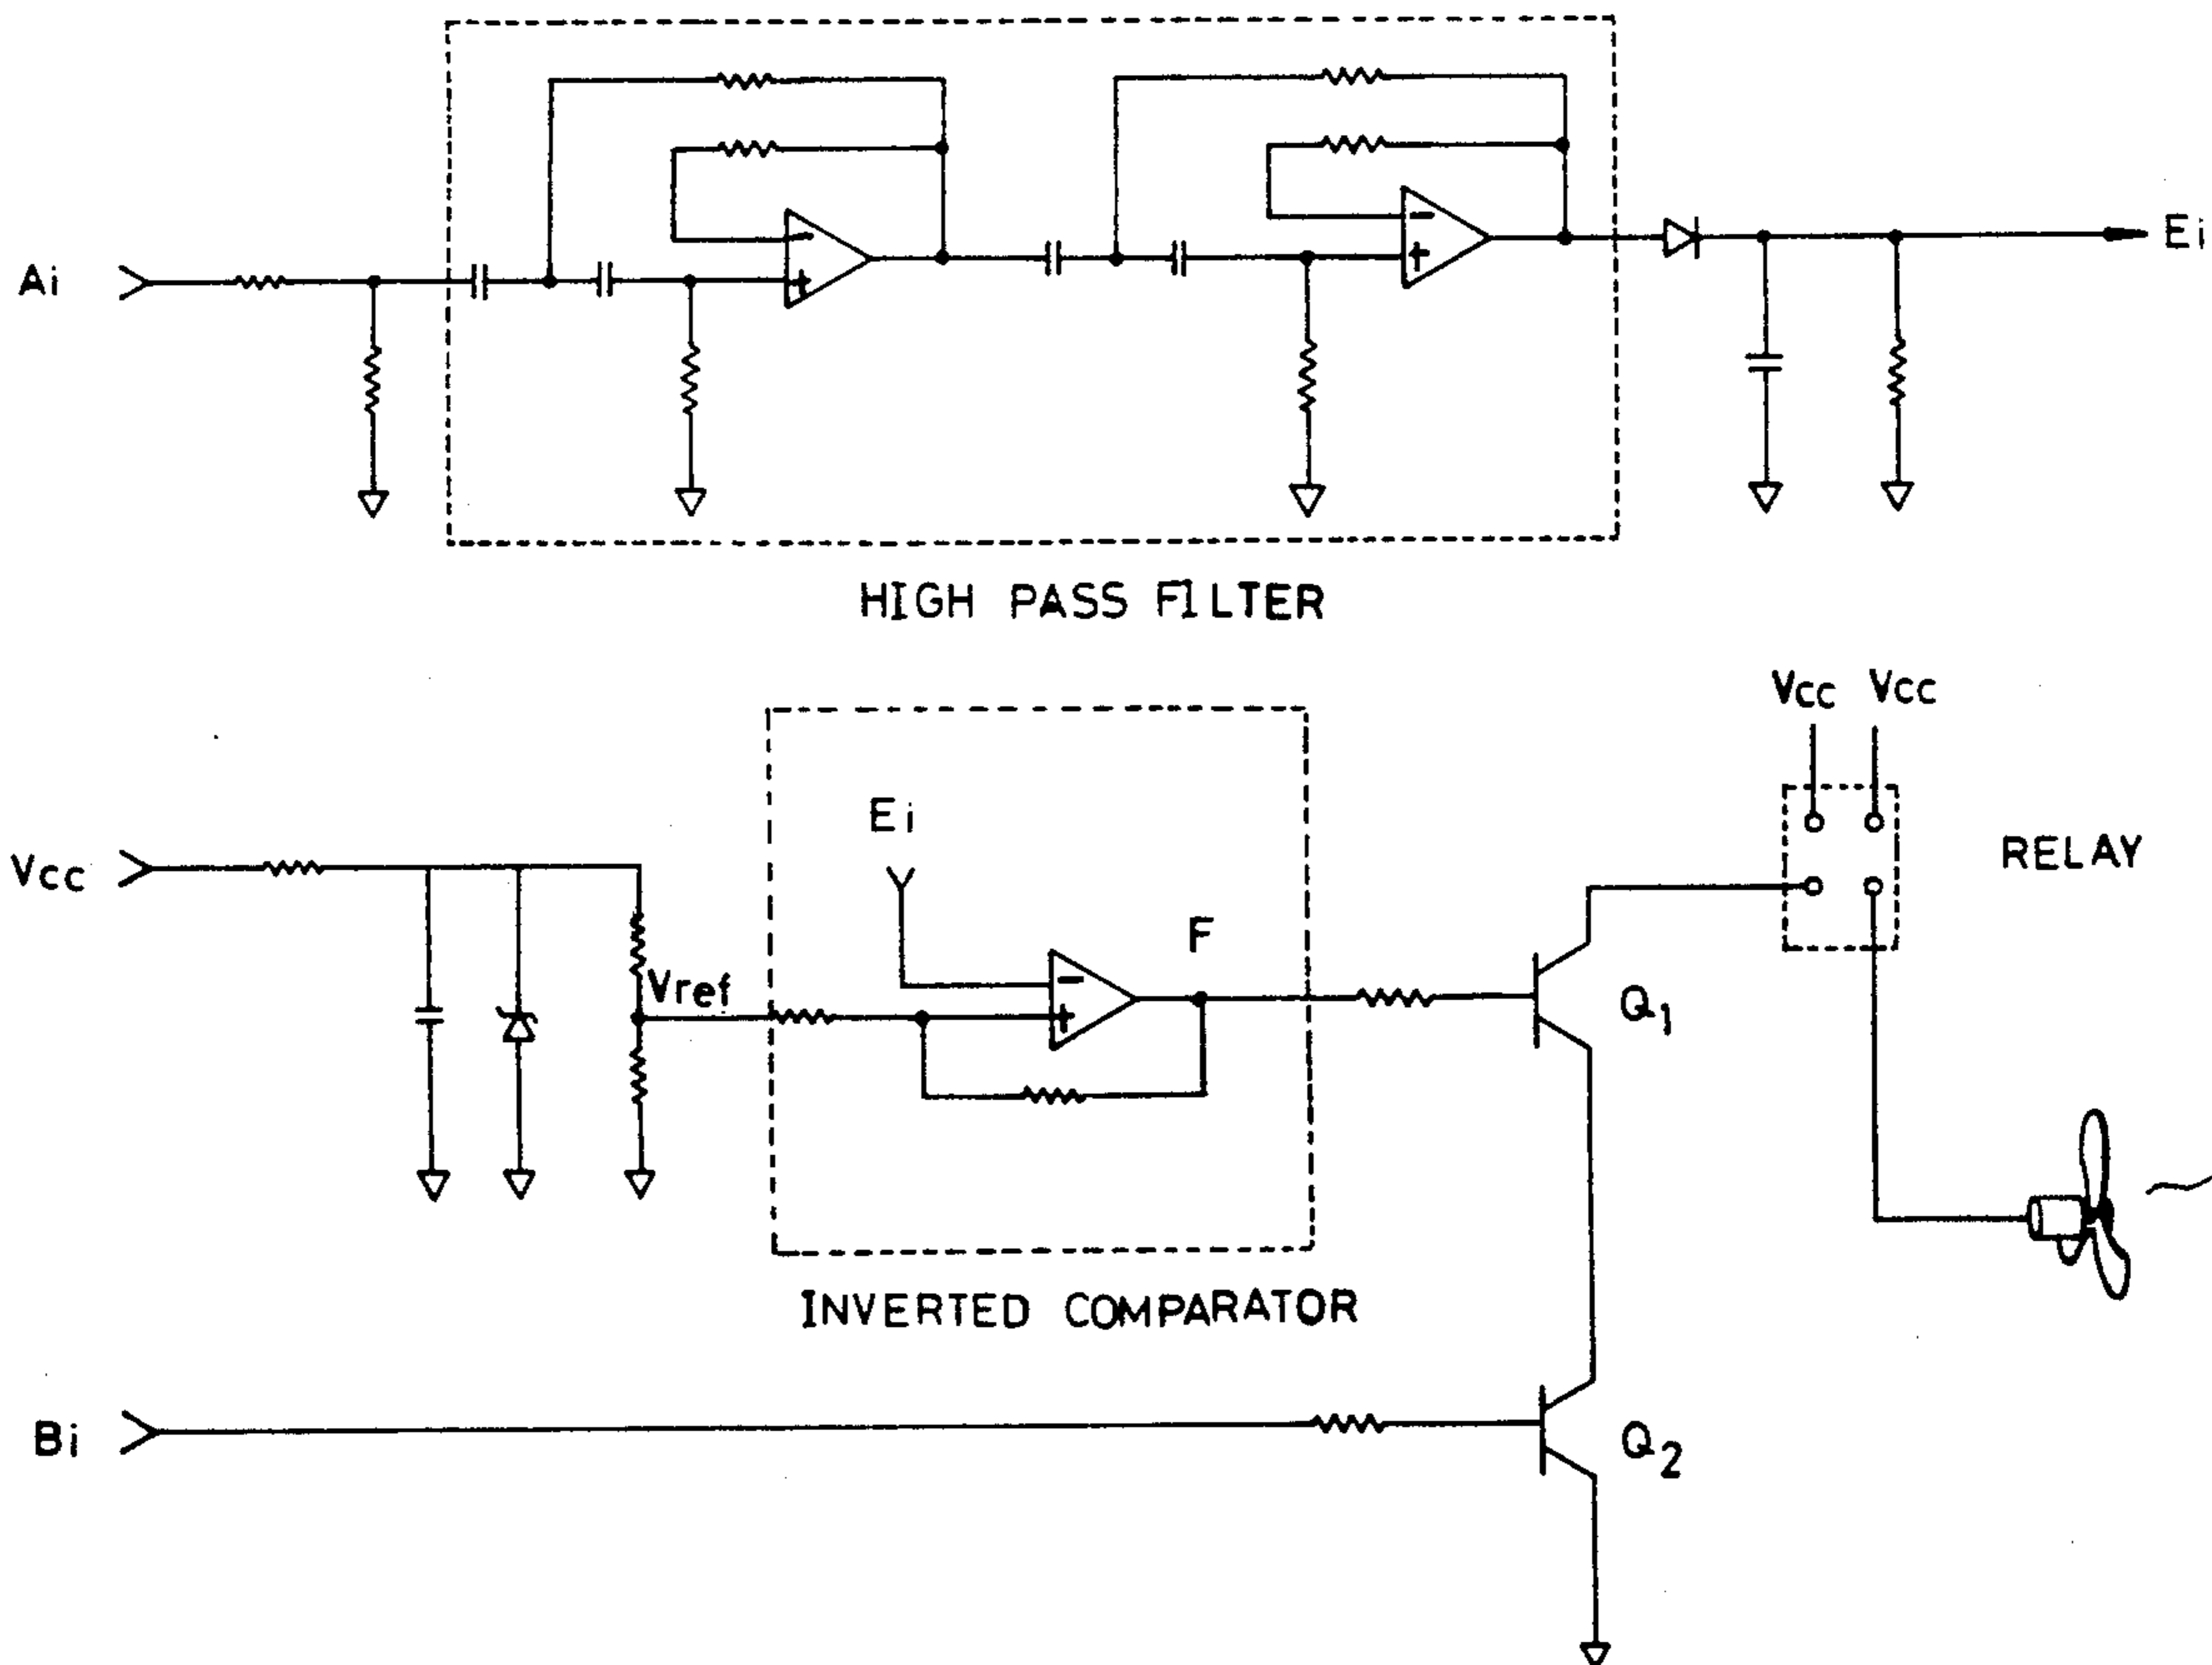 Ai
-
+
-
+
Ei
HIGH PASS FILTER
Vcc Vcc
Ei
Vcc
RELAY
F
Vref
-
+
Q1
INVERTED COMPARATOR
Bi
Q2